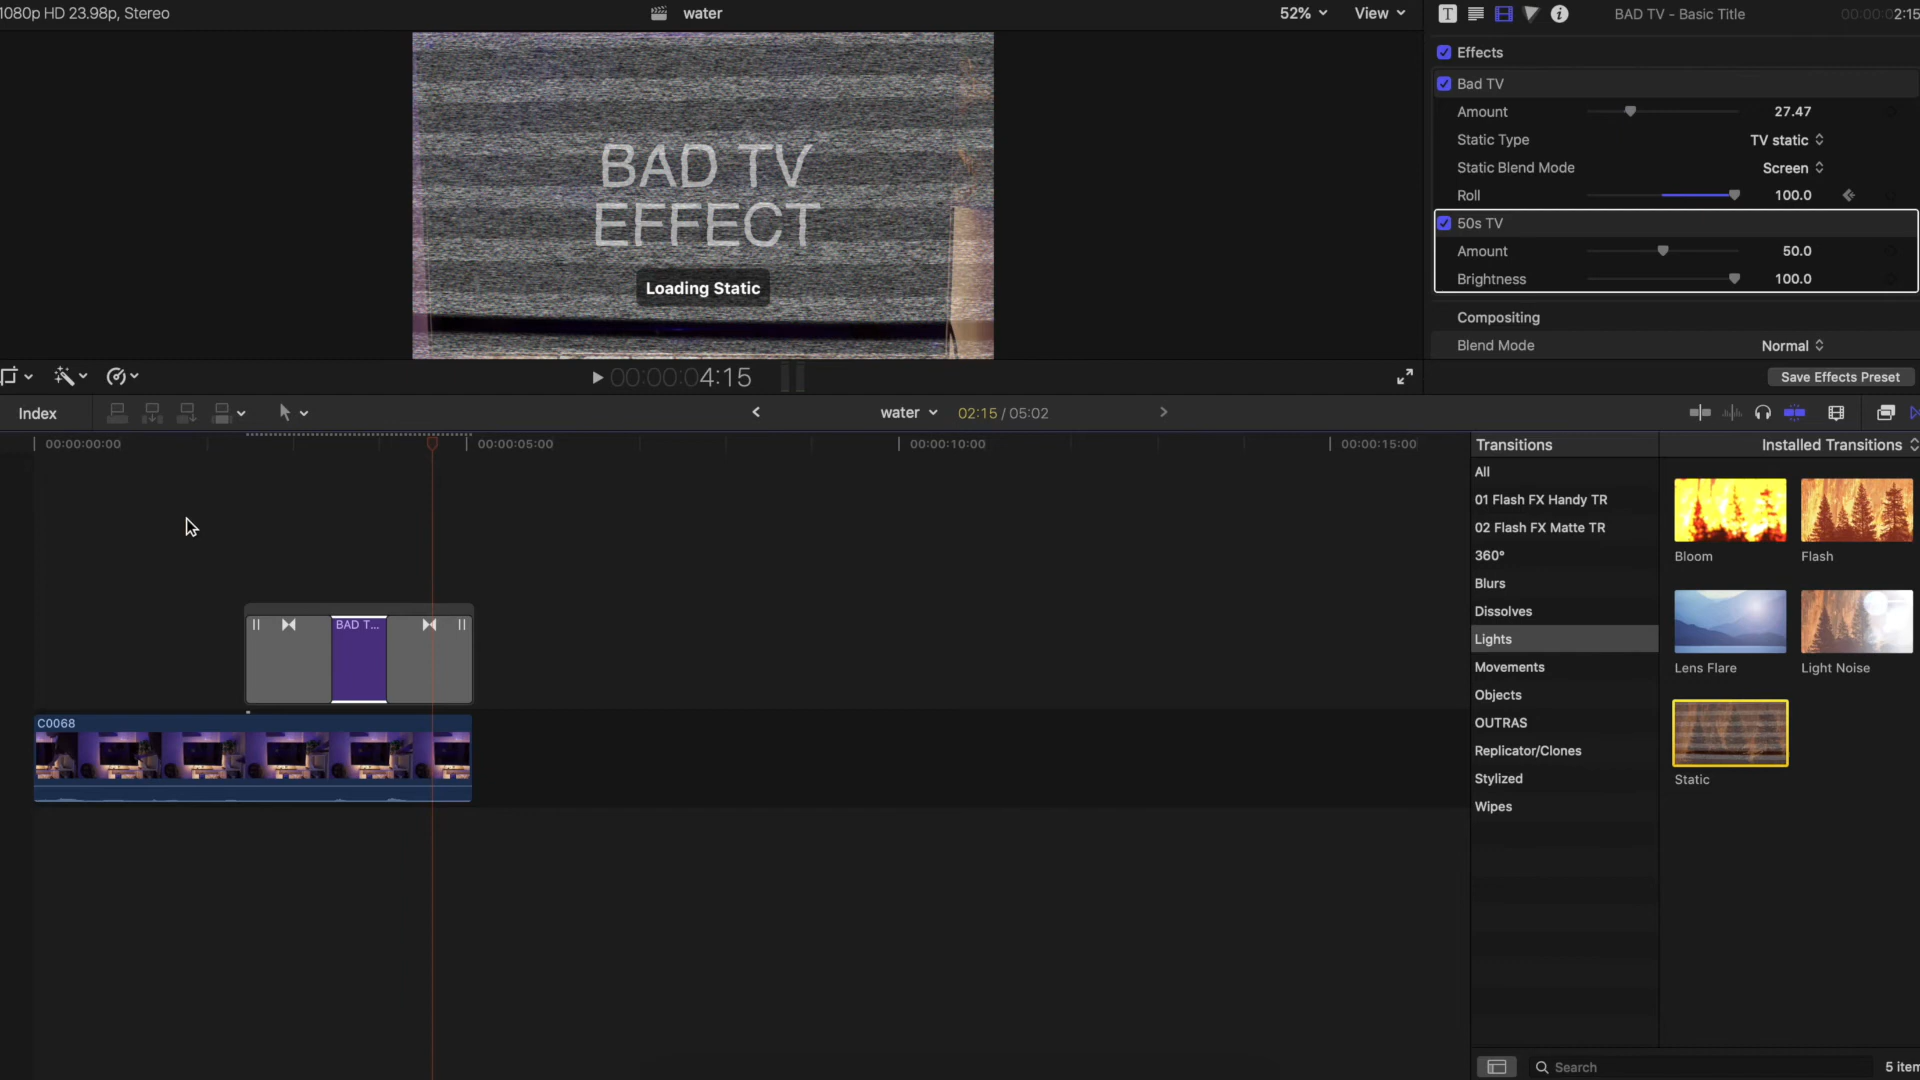 1080p HD 23.98p, Stereo
water
52%
View
BAD TV - Basic Title
00:00:02:15
Effects
Bad TV
Amount
27.47
Static Type
TV static
Static Blend Mode
Screen
Roll
100.0
50s TV
Amount
50.0
Brightness
100.0
Compositing
Blend Mode
Normal
Save Effects Preset
BAD TV
EFFECT
Loading Static
00:00:04:15
Index
water
02:15 / 05:02
00:00:00:00
00:00:05:00
00:00:10:00
00:00:15:00
BAD T...
C0068
Transitions
Installed Transitions
All
01 Flash FX Handy TR
02 Flash FX Matte TR
360°
Blurs
Dissolves
Lights
Movements
Objects
OUTRAS
Replicator/Clones
Stylized
Wipes
Bloom
Flash
Lens Flare
Light Noise
Static
Search
5 item